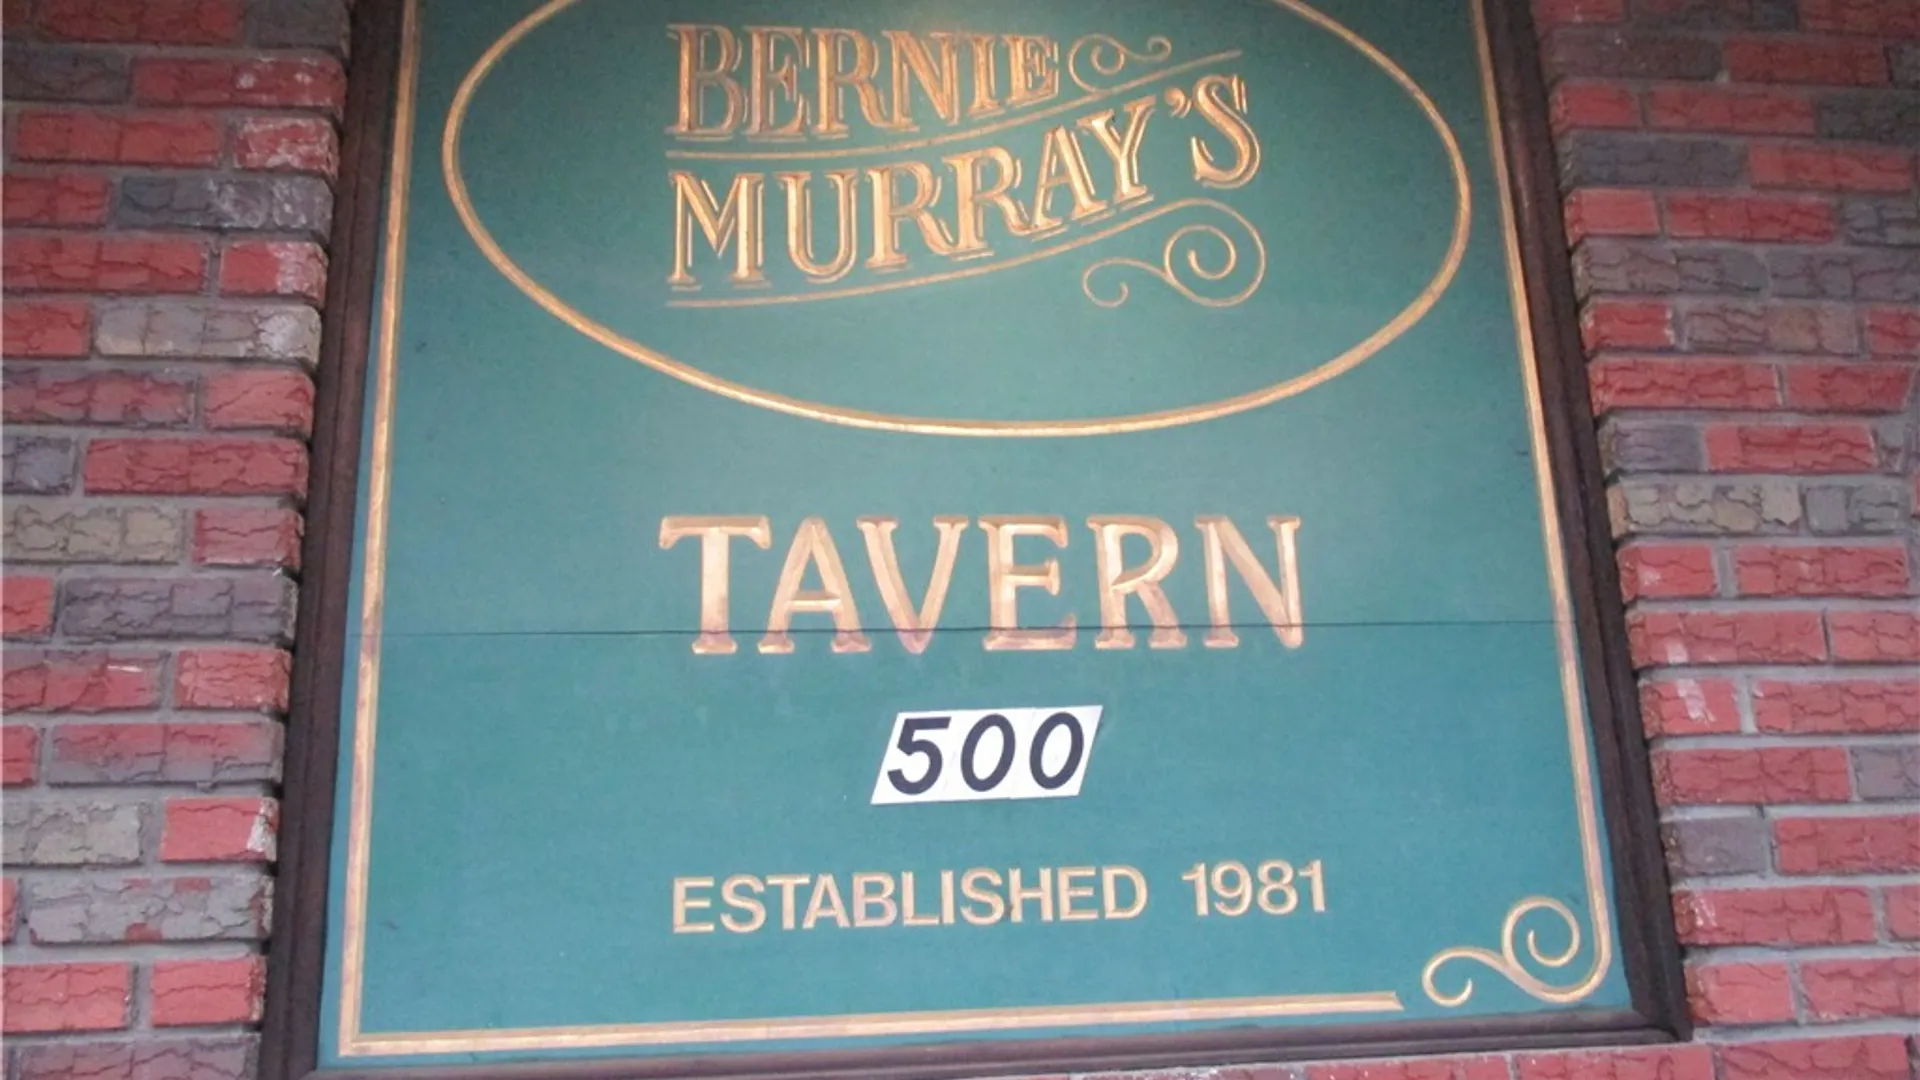 BERNIE
MURRAY'S
TAVERN
500
ESTABLISHED 1981